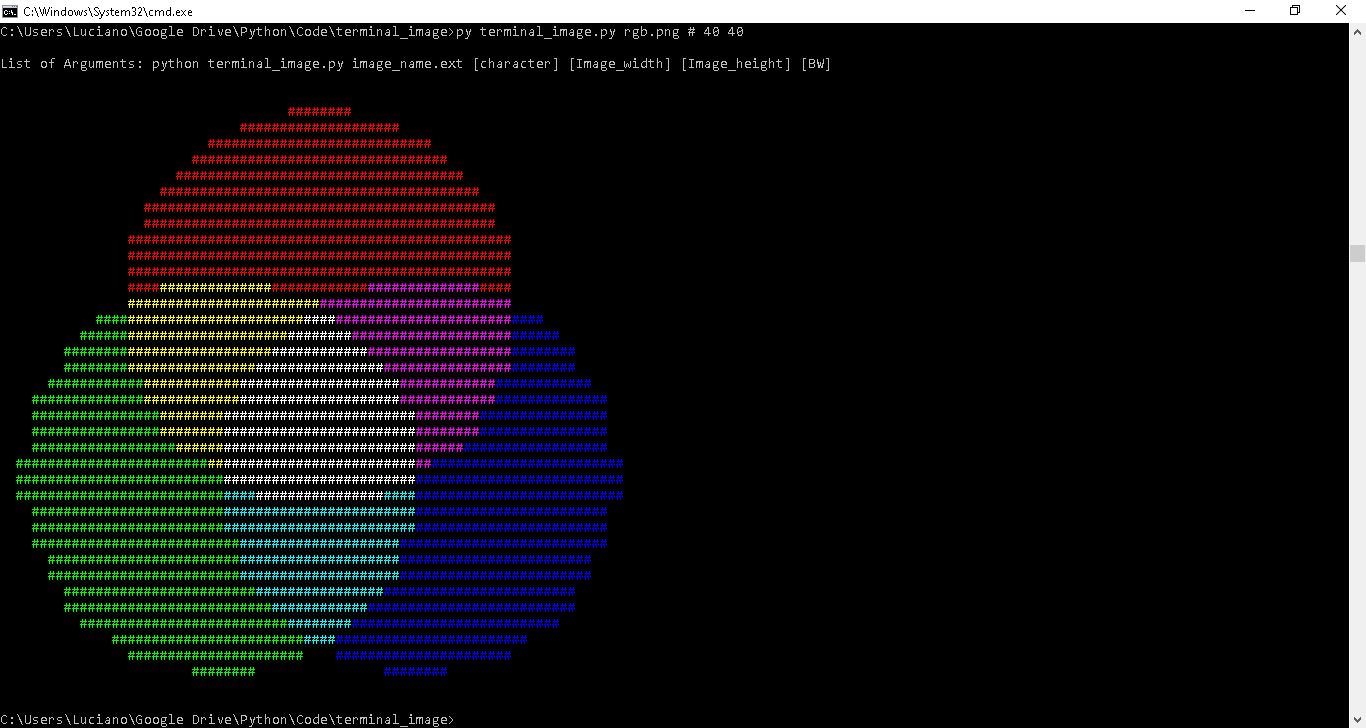 C:\Windows\System32\cmd.exe
C:\Users\Luciano\Google Drive\Python\Code\terminal_image>py terminal_image.py rgb.png # 40 40
List of Arguments: python terminal_image.py image_name.ext [character] [Image_width] [Image_height] [BW]
C:\Users\Luciano\Google Drive\Python\Code\terminal_image>